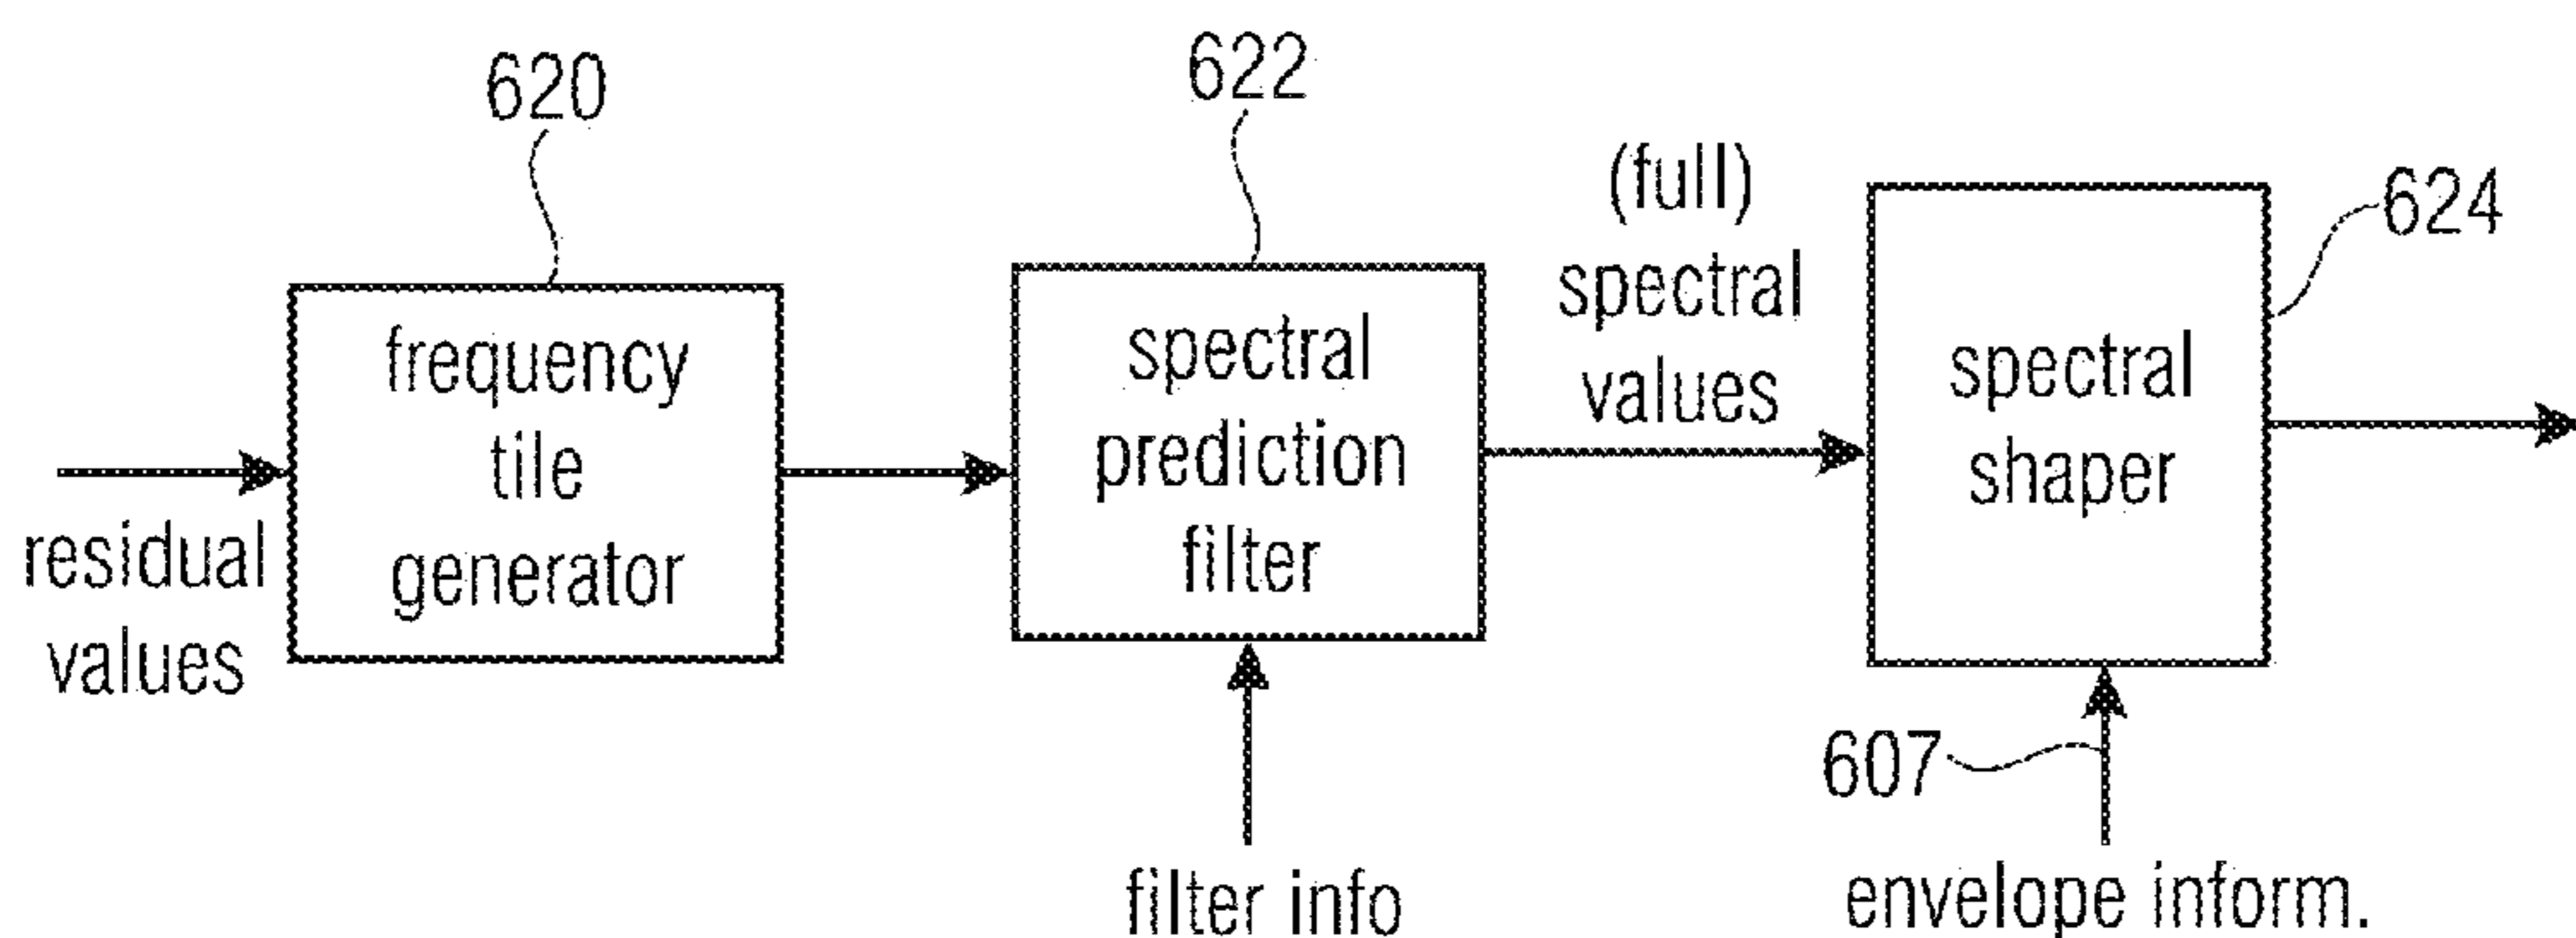 620
622
624
frequency
tile
generator
spectral
prediction
filter
(full)
spectral
values
spectral
shaper
residual
values
607
filter info
envelope inform.